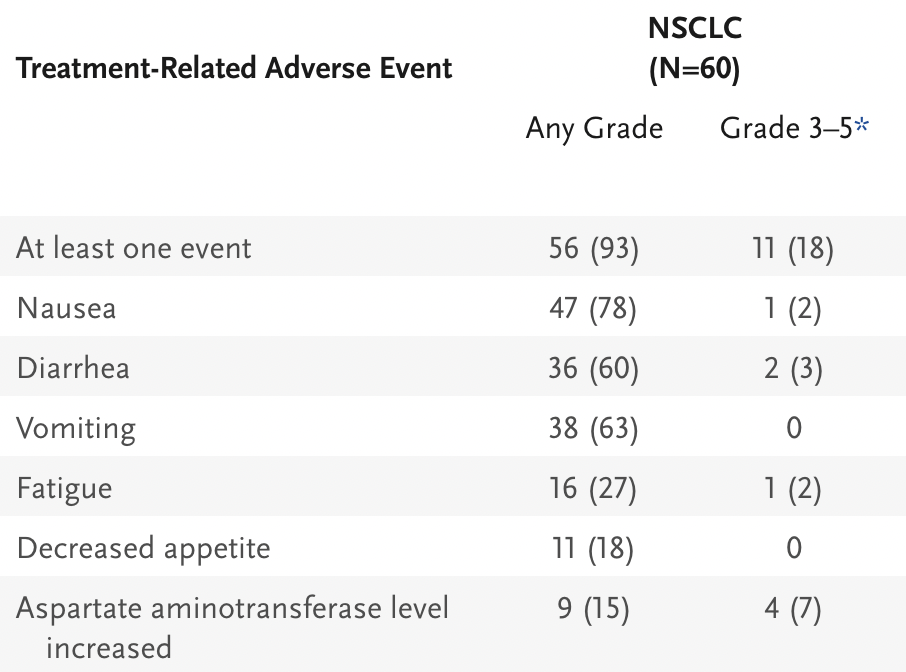 NSCLC
Treatment-Related Adverse Event (N=60)
Any Grade Grade 3–5*
At least one event 56 (93) 11 (18)
Nausea 47 (78) 1 (2)
Diarrhea 36 (60) 2 (3)
Vomiting 38 (63) 0
Fatigue 16 (27) 1 (2)
Decreased appetite 11 (18) 0
Aspartate aminotransferase level 9 (15) 4 (7)
increased